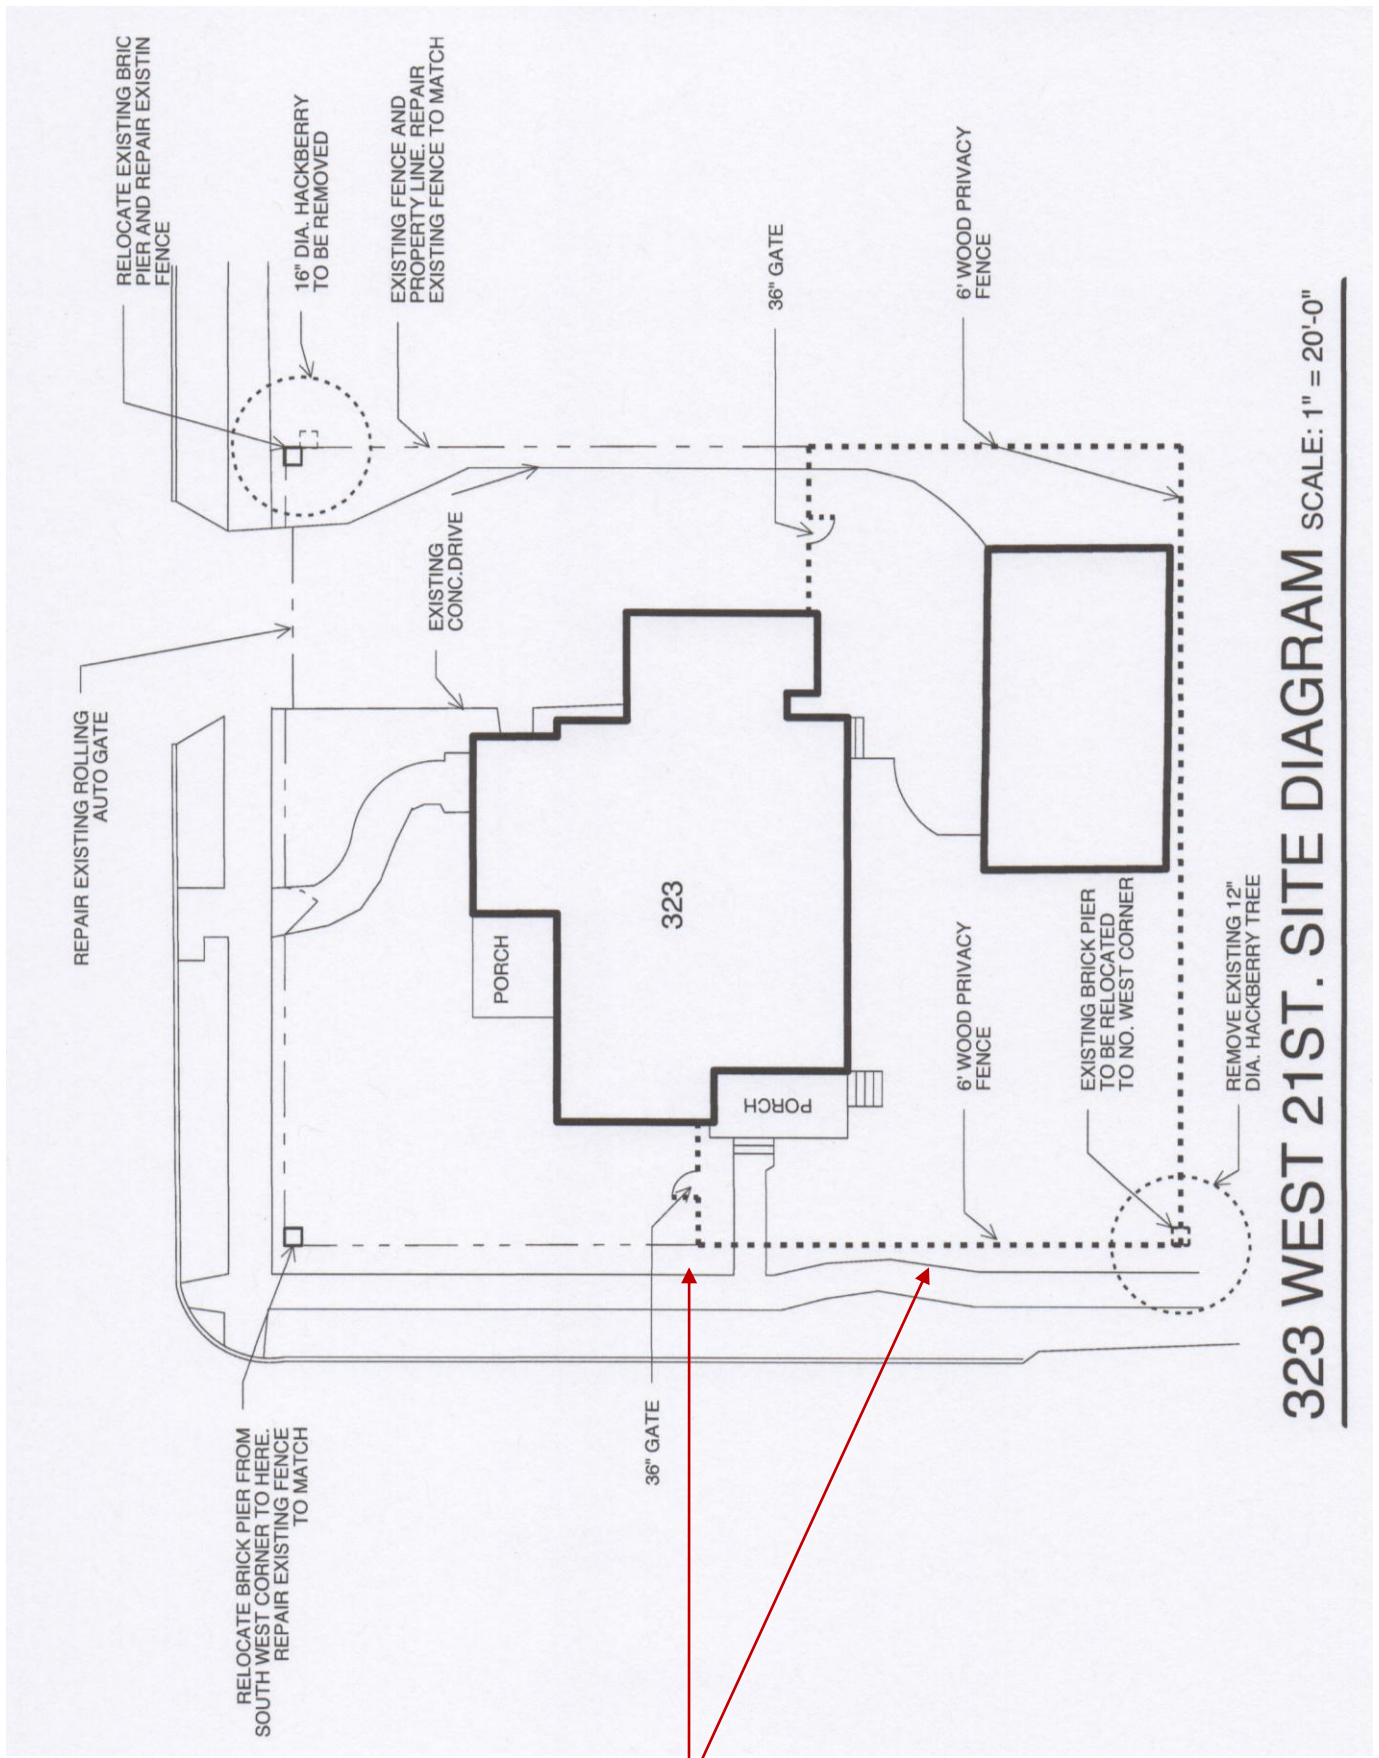 REPAIR EXISTING ROLLING
AUTO GATE
RELOCATE EXISTING BRIC
PIER AND REPAIR EXISTIN
FENCE
RELOCATE BRICK PIER FROM
SOUTH WEST CORNER TO HERE.
REPAIR EXISTING FENCE
TO MATCH
16" DIA. HACKBERRY
TO BE REMOVED
EXISTING FENCE AND
PROPERTY LINE. REPAIR
EXISTING FENCE TO MATCH
EXISTING
CONC.DRIVE
PORCH
36" GATE
323
PORCH
36" GATE
6' WOOD PRIVACY
FENCE
6' WOOD PRIVACY
FENCE
EXISTING BRICK PIER
TO BE RELOCATED
TO NO. WEST CORNER
REMOVE EXISTING 12"
DIA. HACKBERRY TREE
323 WEST 21ST. SITE DIAGRAM SCALE: 1" = 20'-0"